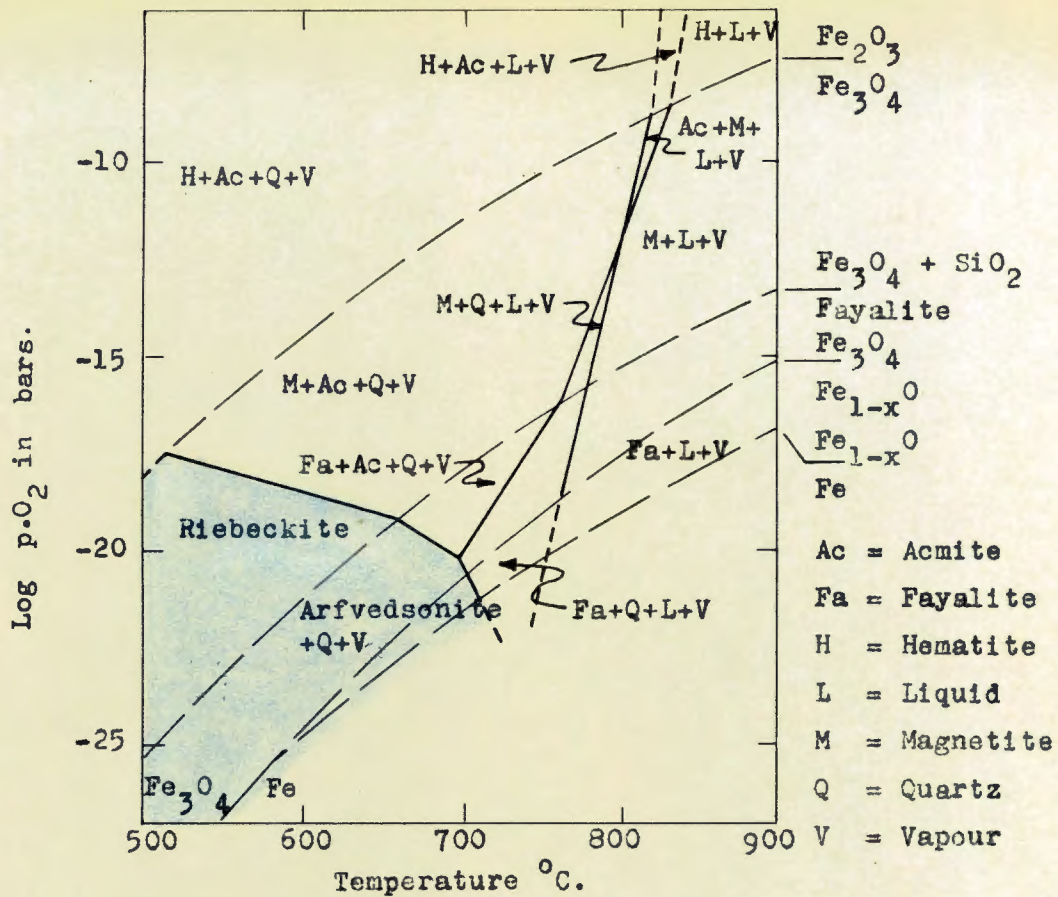 H+L+V
H+Ac+L+V
Fe₂O₃
Fe₃O₄
Ac+M+
L+V
-10
H+Ac+Q+V
M+L+V
Fe₃O₄ + SiO₂
Fayalite
M+Q+L+V
Fe₃O₄
-15
M+Ac+Q+V
Fe₁₋ₓO
Fe₁₋ₓO
Fe
Fa+Ac+Q+V
Fa+L+V
Log p.O₂ in bars.
Riebeckite
-20
Arfvedsonite
+Q+V
Fa+Q+L+V
-25
Fe₃O₄
Fe
500
600
700
800
900
Temperature °C.
Ac = Acmite
Fa = Fayalite
H = Hematite
L = Liquid
M = Magnetite
Q = Quartz
V = Vapour